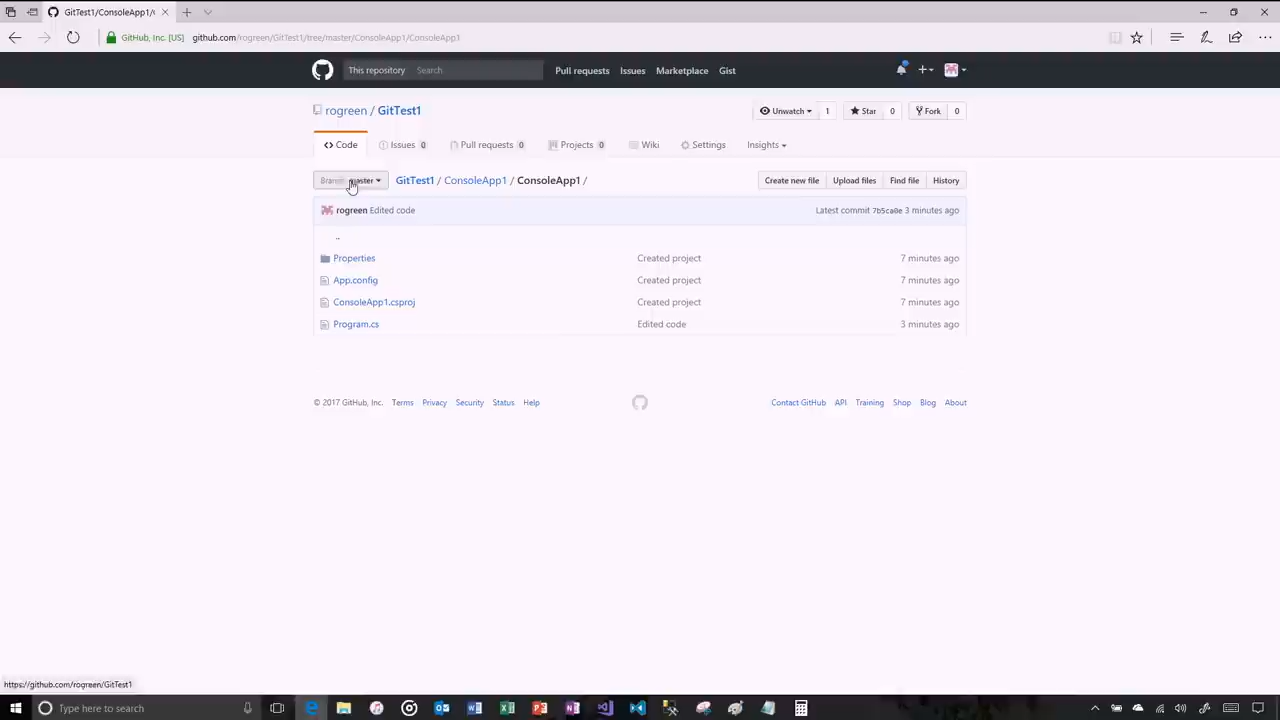 GitTest1/ConsoleApp1/
GitHub, Inc. [US] github.com/rogreen/GitTest1/tree/master/ConsoleApp1/ConsoleApp1
This repository Search Pull requests Issues Marketplace Gist
rogreen / GitTest1 Unwatch 1 Star 0 Fork 0
Code Issues 0 Pull requests 0 Projects 0 Wiki Settings Insights
Branch: master GitTest1 / ConsoleApp1 / ConsoleApp1 / Create new file Upload files Find file History
rogreen Edited code Latest commit 7b5ca0e 3 minutes ago
..
Properties Created project 7 minutes ago
App.config Created project 7 minutes ago
ConsoleApp1.csproj Created project 7 minutes ago
Program.cs Edited code 3 minutes ago
© 2017 GitHub, Inc. Terms Privacy Security Status Help Contact GitHub API Training Shop Blog About
https://github.com/rogreen/GitTest1
Type here to search